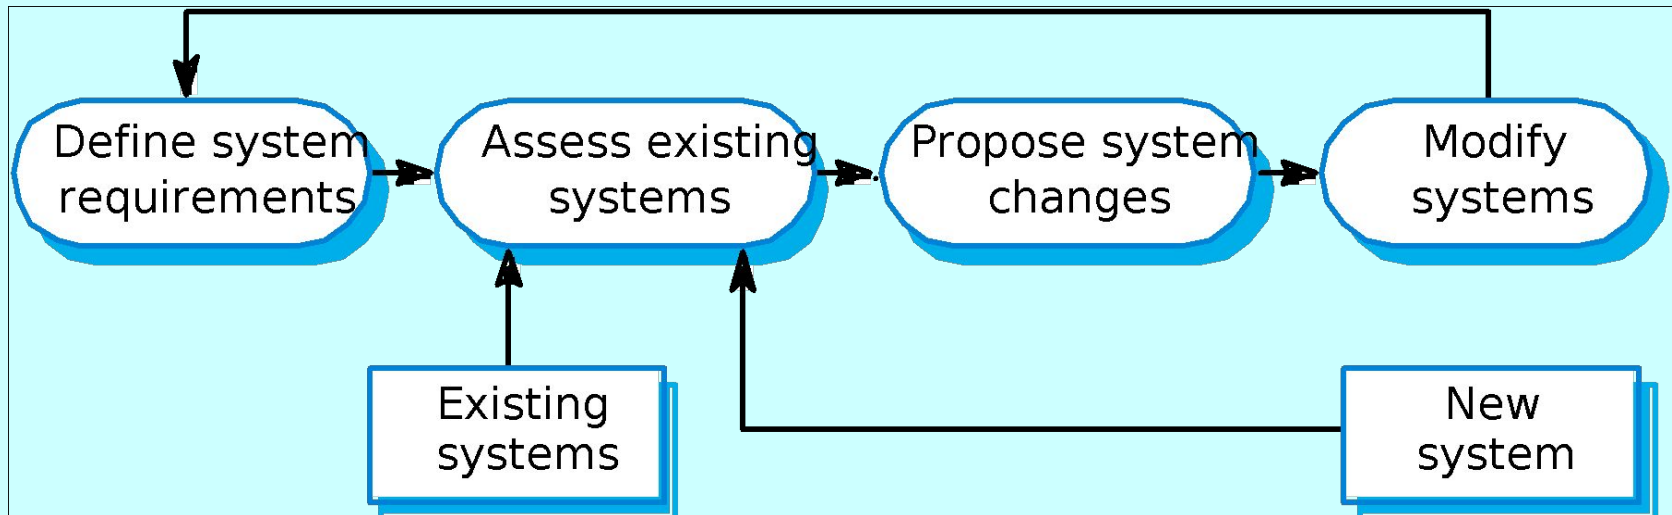 Define system
requirements
Assess existing
systems
Propose system
changes
Modify
systems
Existing
systems
New
system